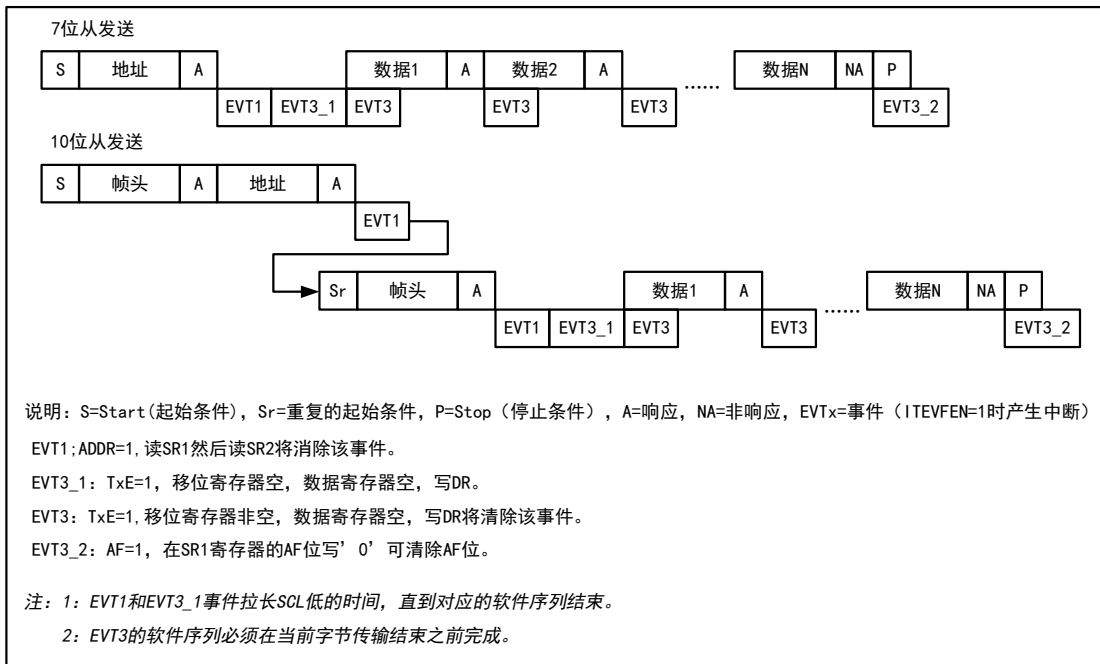 7位从发送
S 地址 A 数据1 A 数据2 A …… 数据N NA P
EVT1 EVT3_1 EVT3 EVT3 EVT3 EVT3_2
10位从发送
S 帧头 A 地址 A
EVT1
Sr 帧头 A 数据1 A …… 数据N NA P
EVT1 EVT3_1 EVT3 EVT3 EVT3_2
说明：S=Start(起始条件)，Sr=重复的起始条件，P=Stop（停止条件），A=响应，NA=非响应，EVTx=事件（ITEVFEN=1时产生中断）
EVT1;ADDR=1,读SR1然后读SR2将消除该事件。
EVT3_1：TxE=1，移位寄存器空，数据寄存器空，写DR。
EVT3：TxE=1,移位寄存器非空，数据寄存器空，写DR将清除该事件。
EVT3_2：AF=1，在SR1寄存器的AF位写’0’可清除AF位。
注：1：EVT1和EVT3_1事件拉长SCL低的时间，直到对应的软件序列结束。
2：EVT3的软件序列必须在当前字节传输结束之前完成。